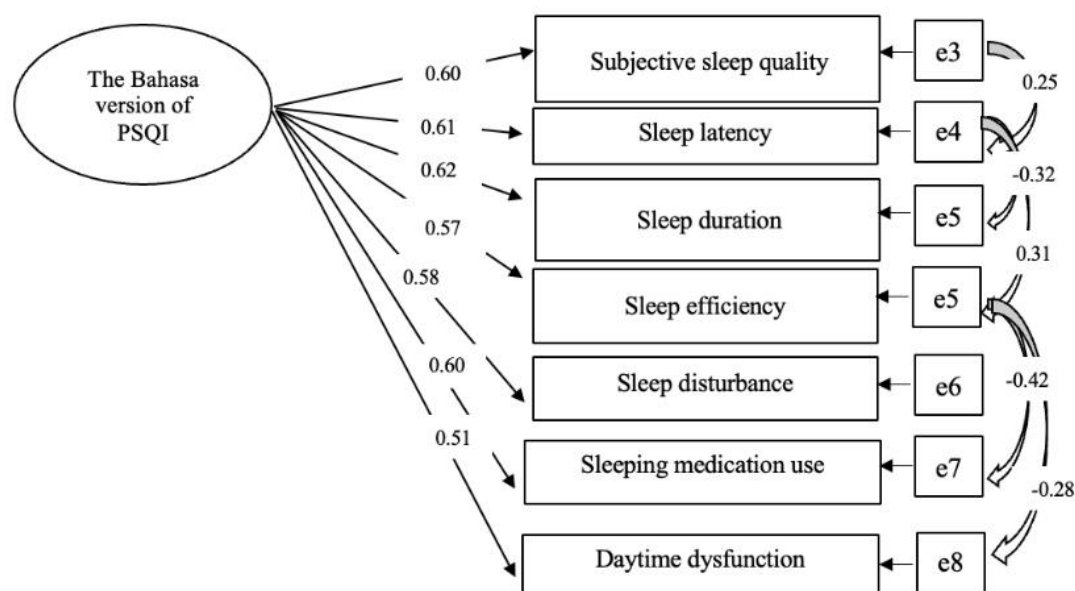 The Bahasa
version of
PSQI
0.60
0.61
0.62
0.57
0.58
0.60
0.51
Subjective sleep quality
Sleep latency
Sleep duration
Sleep efficiency
Sleep disturbance
Sleeping medication use
Daytime dysfunction
e3
e4
e5
e5
e6
e7
e8
0.25
-0.32
0.31
-0.42
-0.28